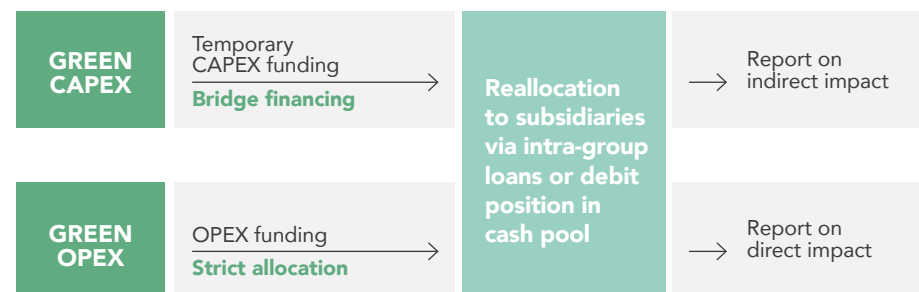 GREEN
CAPEX
Temporary
CAPEX funding
Bridge financing
Reallocation
to subsidiaries
via intra-group
loans or debit
position in
cash pool
Report on
indirect impact
GREEN
OPEX
OPEX funding
Strict allocation
Report on
direct impact